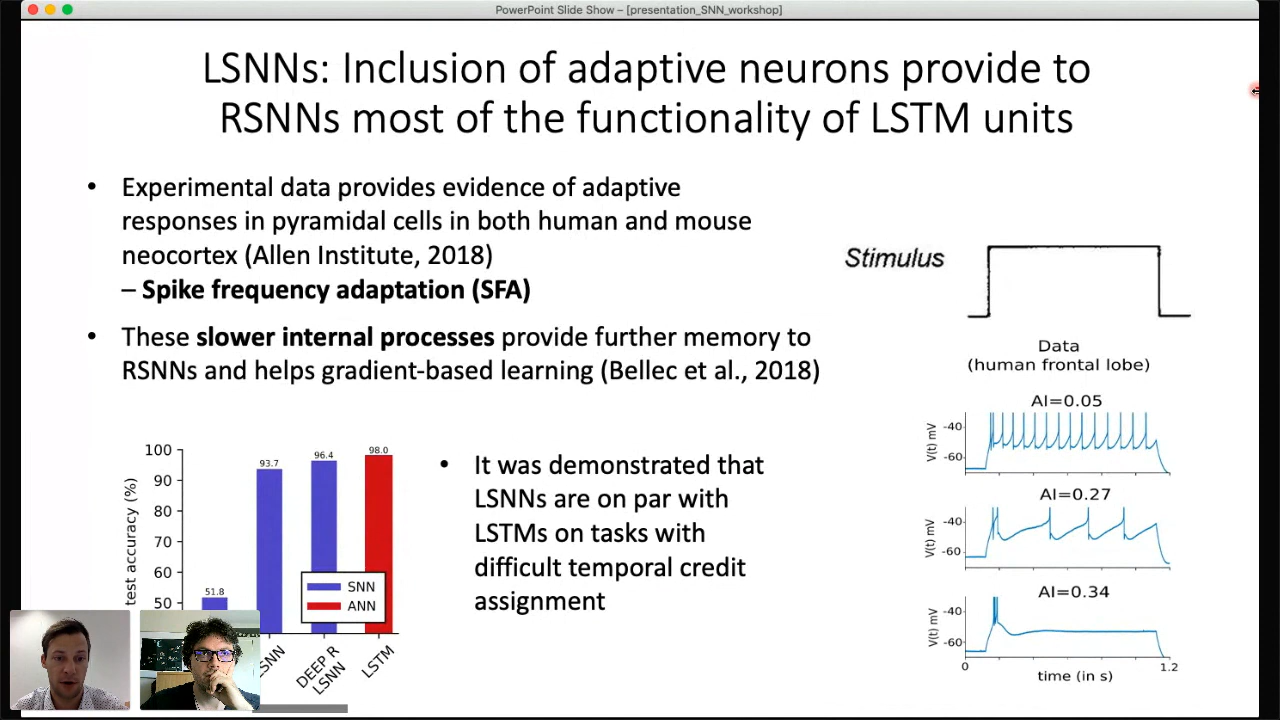 PowerPoint Slide Show – [presentation_SNN_workshop]
LSNNs: Inclusion of adaptive neurons provide to
RSNNs most of the functionality of LSTM units
• Experimental data provides evidence of adaptive
responses in pyramidal cells in both human and mouse
neocortex (Allen Institute, 2018)
– Spike frequency adaptation (SFA)
• These slower internal processes provide further memory to
RSNNs and helps gradient-based learning (Bellec et al., 2018)
Stimulus
Data
(human frontal lobe)
AI=0.05
V(t) mV
-40
-60
AI=0.27
V(t) mV
-40
-60
AI=0.34
V(t) mV
-40
-60
0
1.2
time (in s)
test accuracy (%)
100
90
80
70
60
50
51.8
93.7
96.4
98.0
SNN
ANN
DEEP R
LSNN
LSTM
• It was demonstrated that
LSNNs are on par with
LSTMs on tasks with
difficult temporal credit
assignment